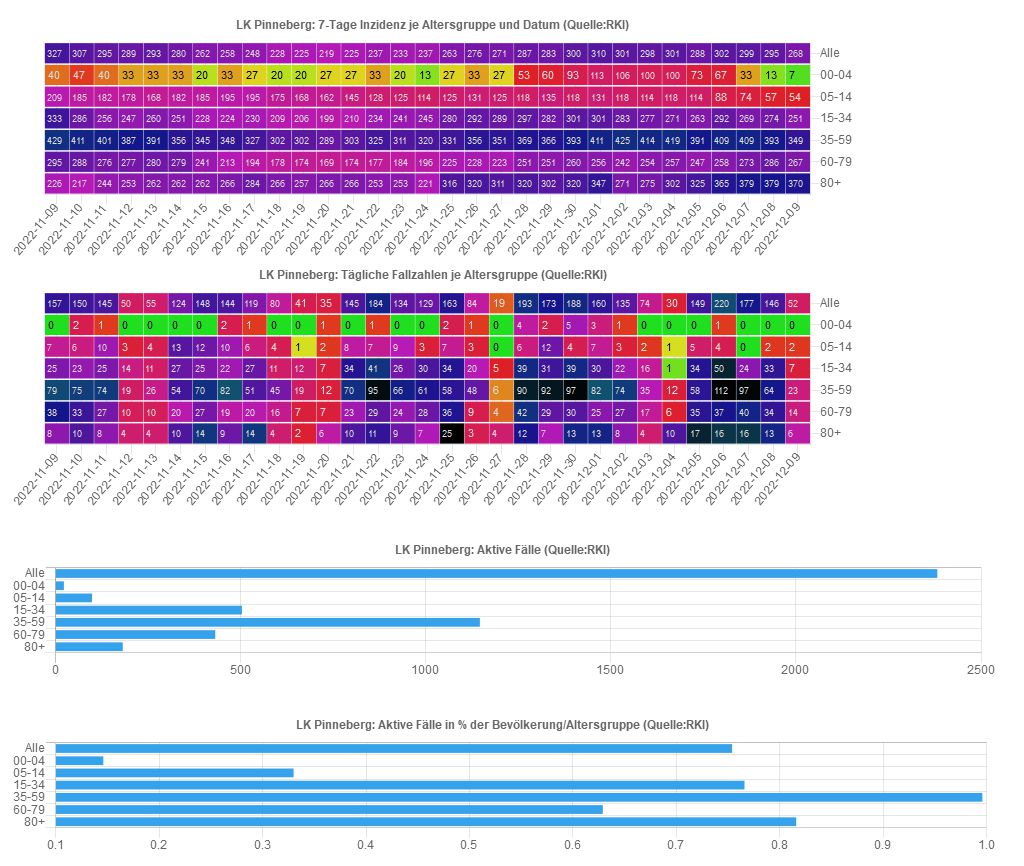 LK Pinneberg: 7-Tage Inzidenz je Altersgruppe und Datum (Quelle:RKI)
327 307 295 289 293 280 262 258 248 228 219 221 225 237 233 237 263 276 271 287 283 300 310 301 298 301 288 302 299 295 268 Alle
40 47 40 33 33 33 20 33 27 20 20 27 27 33 20 13 27 33 27 53 60 93 113 106 100 100 73 67 33 13 7 00-04
209 185 182 178 168 182 185 195 195 175 168 142 145 128 125 114 125 131 125 118 135 118 131 118 114 118 114 88 74 57 54 05-14
333 286 256 247 260 251 228 224 230 209 206 199 210 234 241 245 280 292 289 297 282 301 301 283 277 271 263 292 269 274 251 15-34
429 411 401 387 391 356 345 348 327 302 302 289 303 325 311 320 331 356 351 369 366 393 411 425 414 419 391 409 409 393 349 35-59
295 288 276 277 280 279 241 213 194 178 174 169 174 177 184 196 225 228 223 251 251 260 256 242 254 257 247 258 273 286 267 60-79
226 217 244 253 262 262 262 266 284 266 257 266 266 253 253 221 316 320 311 320 302 320 347 271 275 302 325 365 379 379 370 80+
2022-11-09 2022-11-10 2022-11-11 2022-11-12 2022-11-13 2022-11-14 2022-11-15 2022-11-16 2022-11-17 2022-11-18 2022-11-19 2022-11-20 2022-11-21 2022-11-22 2022-11-23 2022-11-24 2022-11-25 2022-11-26 2022-11-27 2022-11-28 2022-11-29 2022-11-30 2022-12-01 2022-12-02 2022-12-03 2022-12-04 2022-12-05 2022-12-06 2022-12-07 2022-12-08 2022-12-09
LK Pinneberg: Tägliche Fallzahlen je Altersgruppe (Quelle:RKI)
157 150 145 50 55 124 148 144 119 80 41 35 145 184 134 129 163 84 19 193 173 188 160 135 74 30 149 220 177 146 52 Alle
0 2 1 0 0 0 0 2 1 0 0 1 0 1 0 0 2 1 0 4 2 5 3 1 0 0 0 1 0 0 0 00-04
7 6 10 3 4 13 12 10 6 4 1 2 8 7 9 3 7 3 0 6 12 4 7 3 2 1 5 4 0 2 2 05-14
25 23 25 14 11 27 25 22 27 11 12 7 34 41 26 30 34 20 5 39 31 39 30 22 16 1 34 50 24 33 7 15-34
79 75 74 19 26 54 70 82 51 45 19 12 70 95 66 61 58 48 6 90 92 97 82 74 35 12 58 112 97 64 23 35-59
38 33 27 10 10 20 27 19 20 16 7 7 23 29 24 28 36 9 4 42 29 30 25 27 17 6 35 37 40 34 14 60-79
8 10 8 4 4 10 14 9 14 4 2 6 10 11 9 7 25 3 4 12 7 13 13 8 4 10 17 16 16 13 6 80+
2022-11-09 2022-11-10 2022-11-11 2022-11-12 2022-11-13 2022-11-14 2022-11-15 2022-11-16 2022-11-17 2022-11-18 2022-11-19 2022-11-20 2022-11-21 2022-11-22 2022-11-23 2022-11-24 2022-11-25 2022-11-26 2022-11-27 2022-11-28 2022-11-29 2022-11-30 2022-12-01 2022-12-02 2022-12-03 2022-12-04 2022-12-05 2022-12-06 2022-12-07 2022-12-08 2022-12-09
LK Pinneberg: Aktive Fälle (Quelle:RKI)
Alle
00-04
05-14
15-34
35-59
60-79
80+
0 500 1000 1500 2000 2500
LK Pinneberg: Aktive Fälle in % der Bevölkerung/Altersgruppe (Quelle:RKI)
Alle
00-04
05-14
15-34
35-59
60-79
80+
0.1 0.2 0.3 0.4 0.5 0.6 0.7 0.8 0.9 1.0